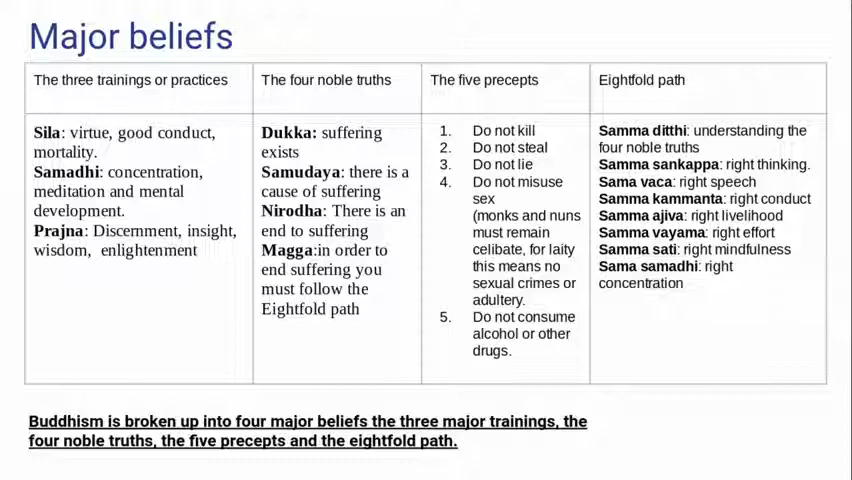 Major beliefs
The three trainings or practices
The four noble truths
The five precepts
Eightfold path
Sila: virtue, good conduct,
mortality.
Samadhi: concentration,
meditation and mental
development.
Prajna: Discernment, insight,
wisdom, enlightenment
Dukka: suffering
exists
Samudaya: there is a
cause of suffering
Nirodha: There is an
end to suffering
Magga:in order to
end suffering you
must follow the
Eightfold path
1. Do not kill
2. Do not steal
3. Do not lie
4. Do not misuse
sex
(monks and nuns
must remain
celibate, for laity
this means no
sexual crimes or
adultery.
5. Do not consume
alcohol or other
drugs.
Samma ditthi: understanding the
four noble truths
Samma sankappa: right thinking.
Sama vaca: right speech
Samma kammanta: right conduct
Samma ajiva: right livelihood
Samma vayama: right effort
Samma sati: right mindfulness
Sama samadhi: right
concentration
Buddhism is broken up into four major beliefs the three major trainings, the
four noble truths, the five precepts and the eightfold path.